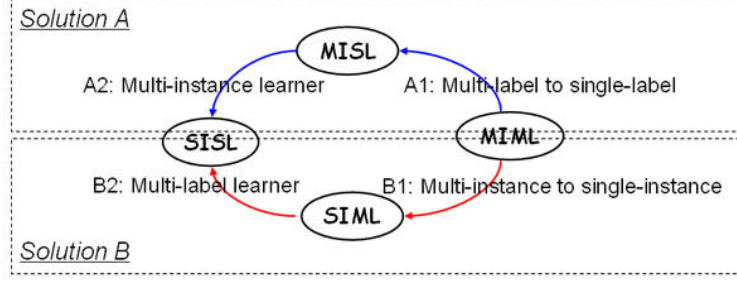 Solution A
MISL
A2: Multi-instance learner
A1: Multi-label to single-label
SISL
MIML
B2: Multi-label learner
B1: Multi-instance to single-instance
SIML
Solution B